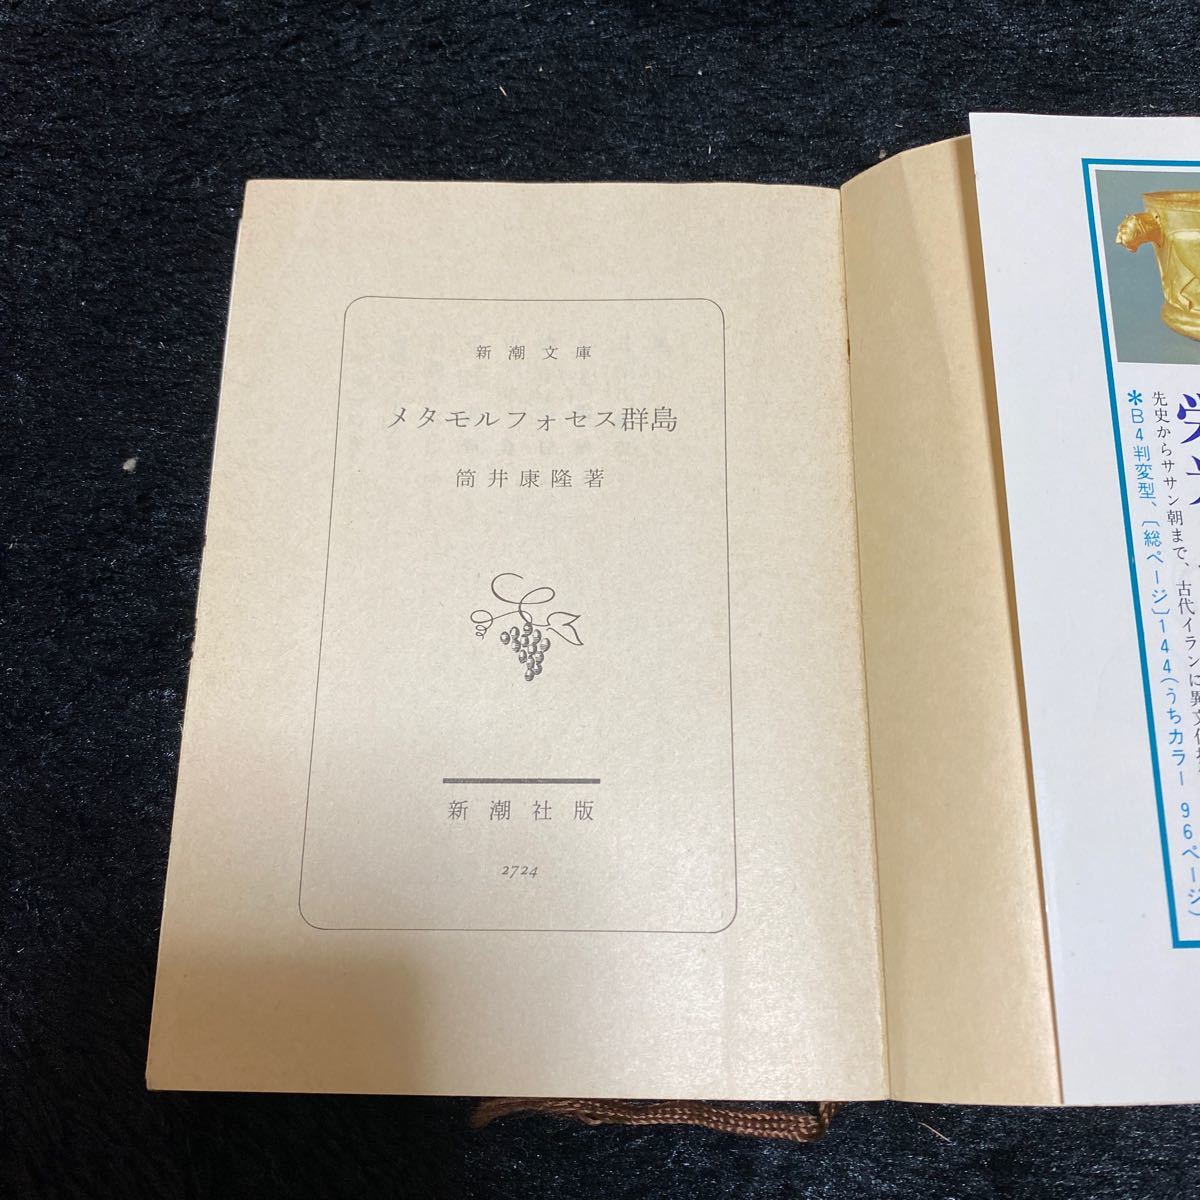 新潮文庫
メタモルフォセス群島
筒井康隆著
新潮社版
2724
先史からササン朝まで、古代イランに異文化
*B4判変型、〔総ページ〕144(うちカラー 96ページ)